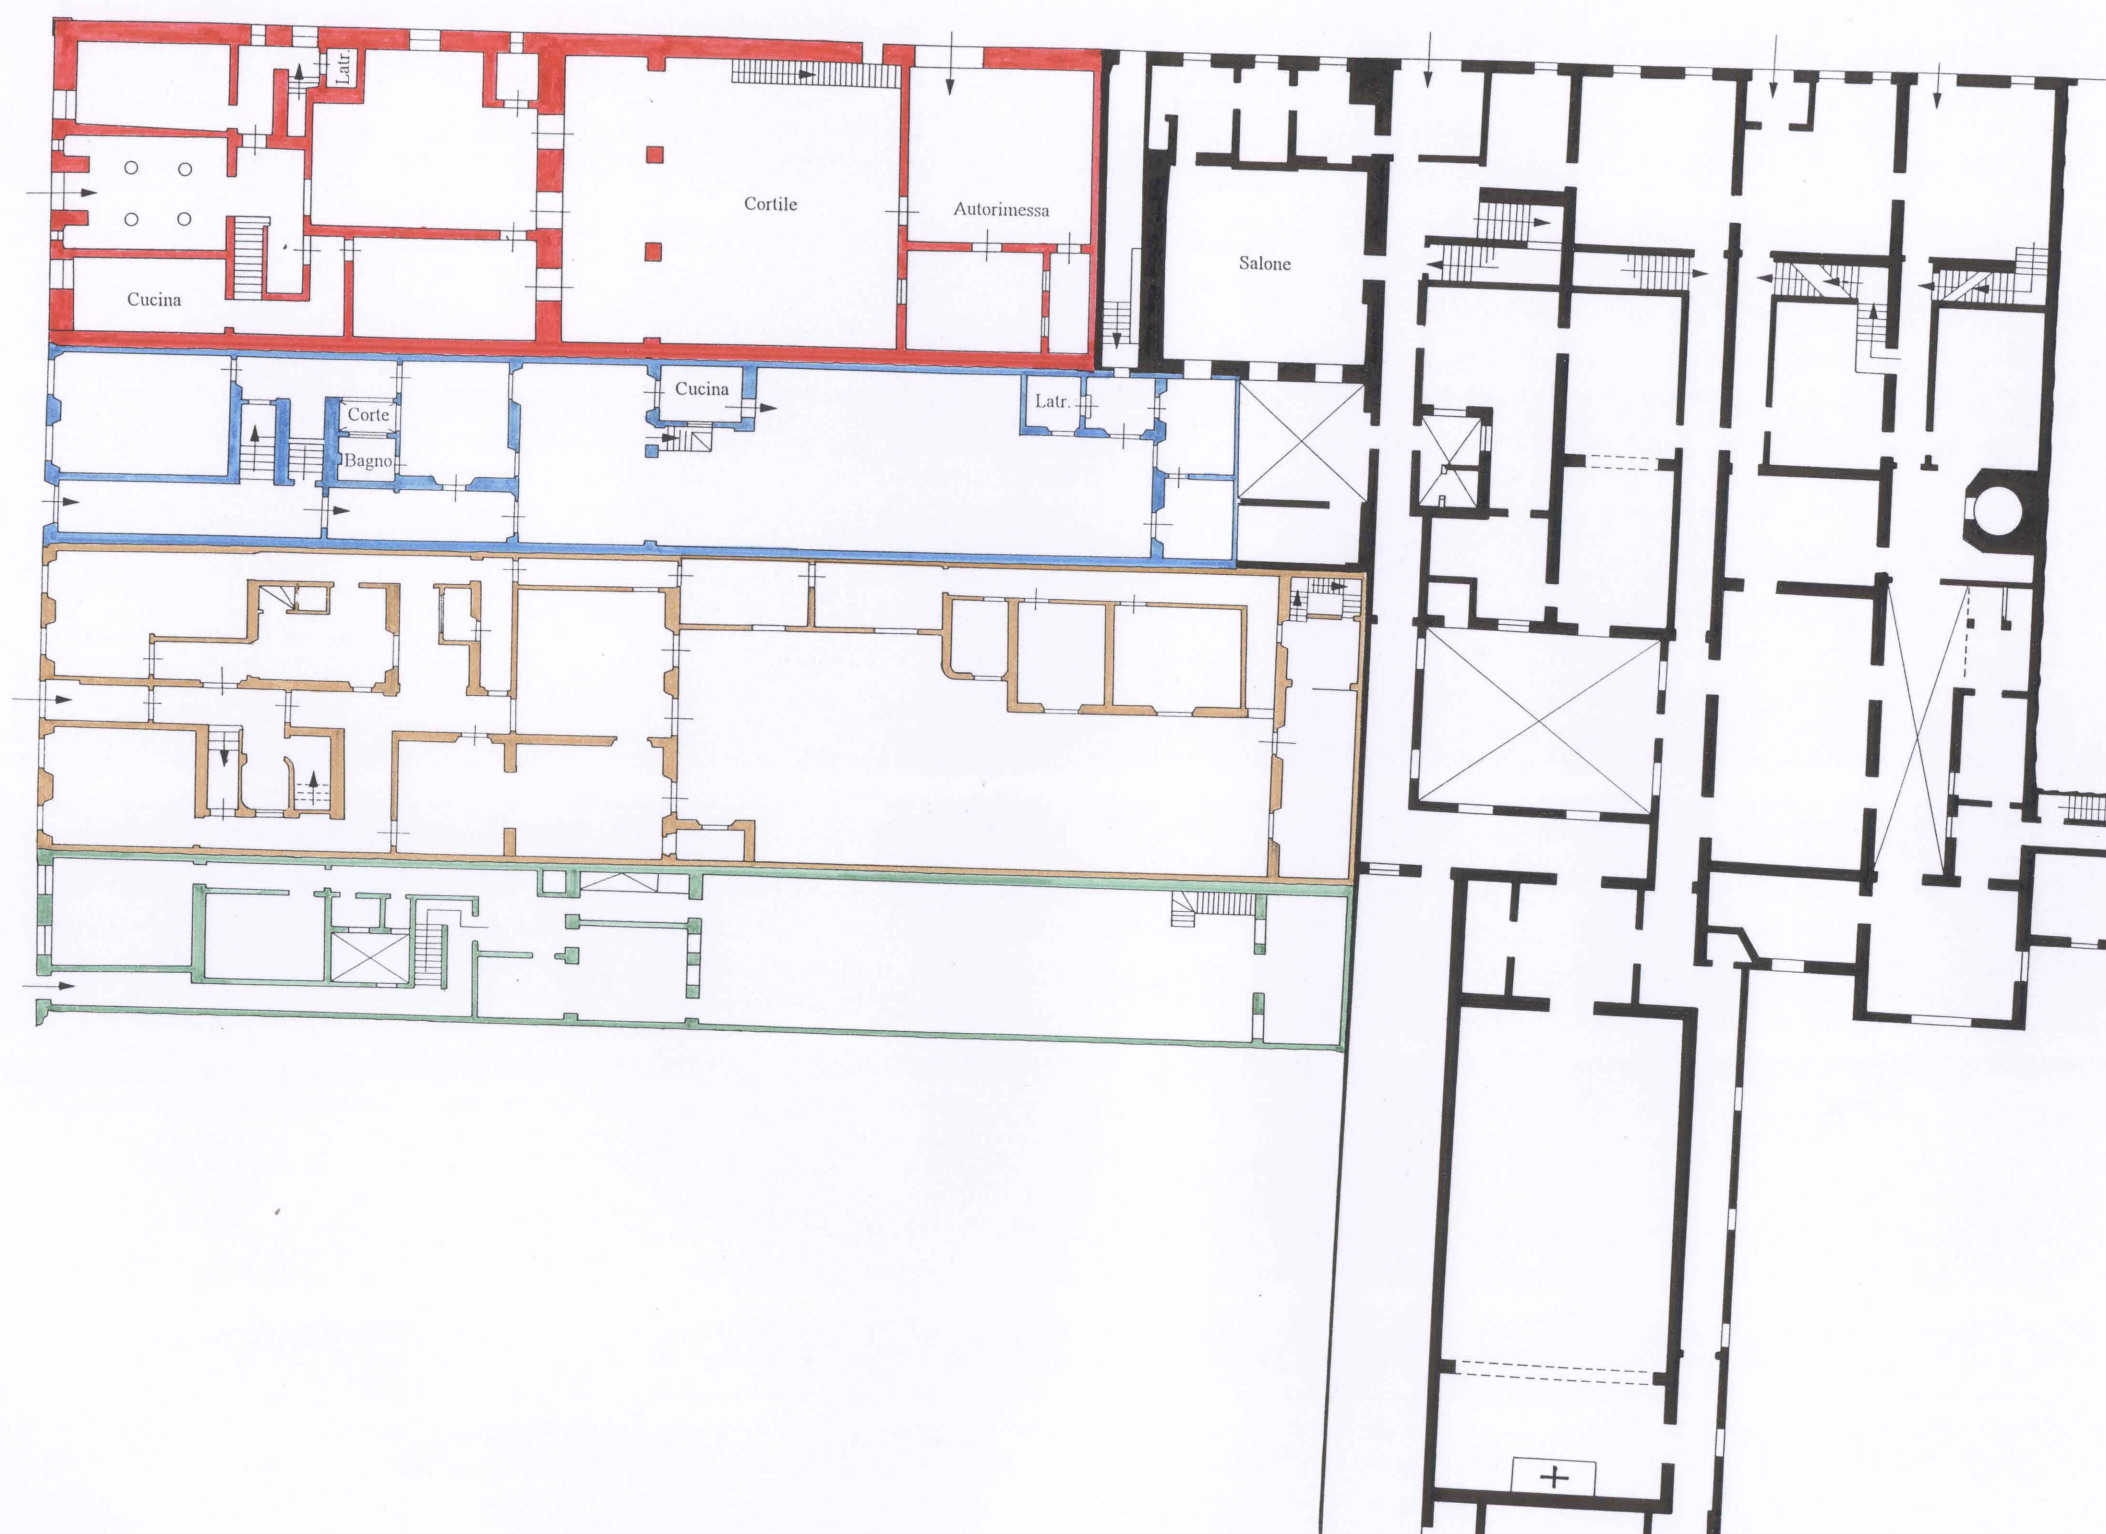 Latr.
Cortile
Autorimessa
Salone
Cucina
Cucina
Latr.
Corte
Bagno